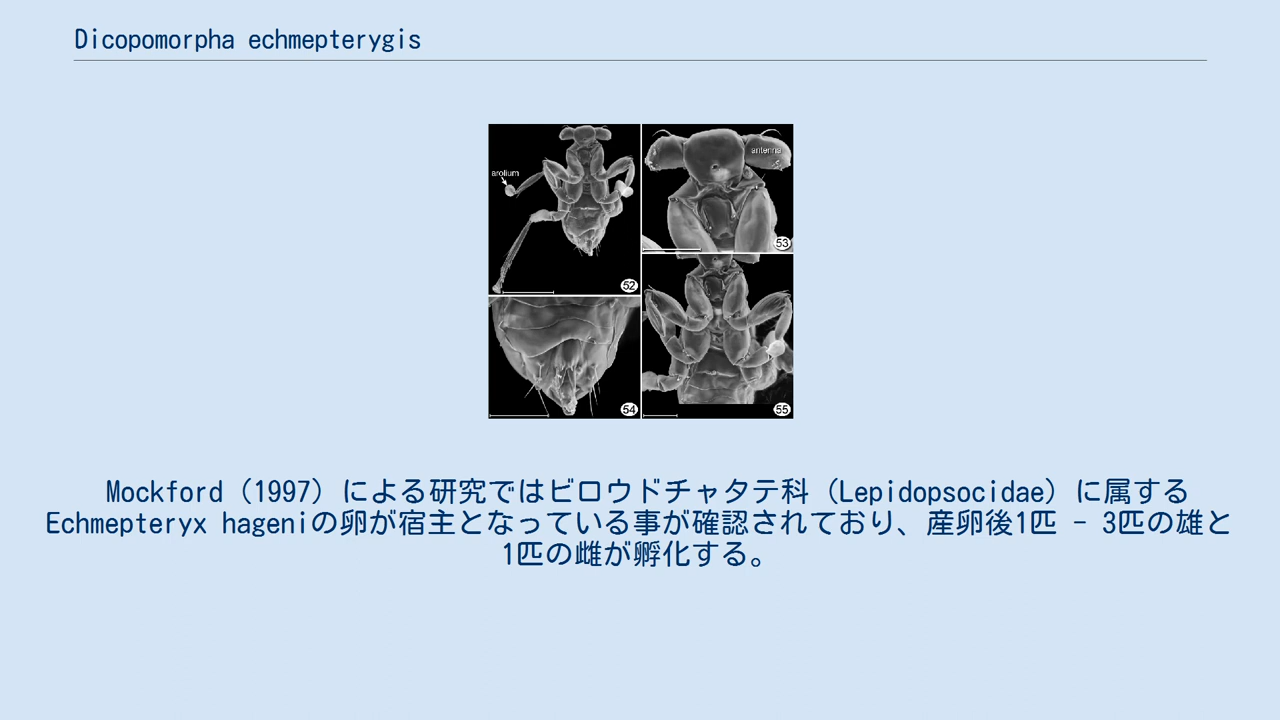 Dicopomorpha echmepterygis
arolium
52
antenna
53
54
55
Mockford（1997）による研究ではビロウドチャタテ科（Lepidopsocidae）に属する
Echmepteryx hageniの卵が宿主となっている事が確認されており、産卵後1匹 - 3匹の雄と
1匹の雌が孵化する。